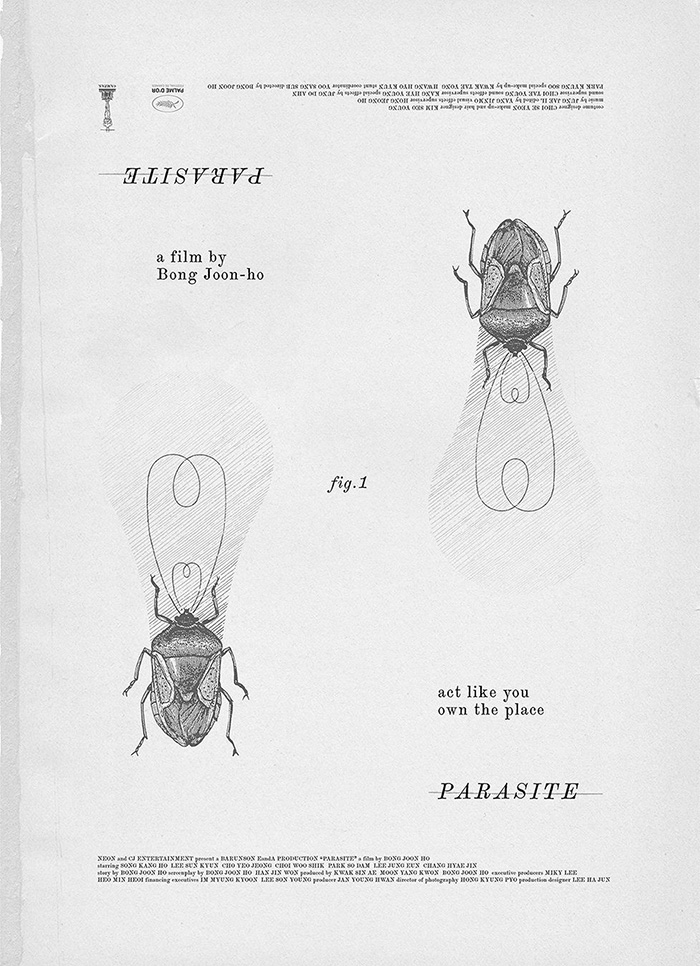 costume designer CHOI SE YEON make-up and hair designer KIM SEO YOUNG
music by JUNG JAE IL edited by YANG JINMO visual effects supervisor HONG JEONG HO
sound supervisor CHOI TAE YOUNG sound effects supervisor KANG HYE YOUNG special effects by JUNG DO AHN
PARK KYUNG SOO special make-up by KWAK TAE YONG HWANG HYO KYUN stunt coordinator YOO SANG SUB directed by BONG JOON HO
PALME D'OR
PARASITE
a film by
Bong Joon-ho
fig.1
act like you
own the place
PARASITE
NEON and CJ ENTERTAINMENT present a BARUNSON EandA PRODUCTION "PARASITE" a film by BONG JOON HO
starring SONG KANG HO LEE SUN KYUN CHO YEO JEONG CHOI WOO SHIK PARK SO DAM LEE JUNG EUN CHANG HYAE JIN
story by BONG JOON HO screenplay by BONG JOON HO HAN JIN WON produced by KWAK SIN AE MOON YANG KWON BONG JOON HO executive producers MIKY LEE
HEO MIN HEOI financing executives IM MYUNG KYOON LEE SON YOUNG producer JAN YOUNG HWAN director of photography HONG KYUNG PYO production designer LEE HA JUN